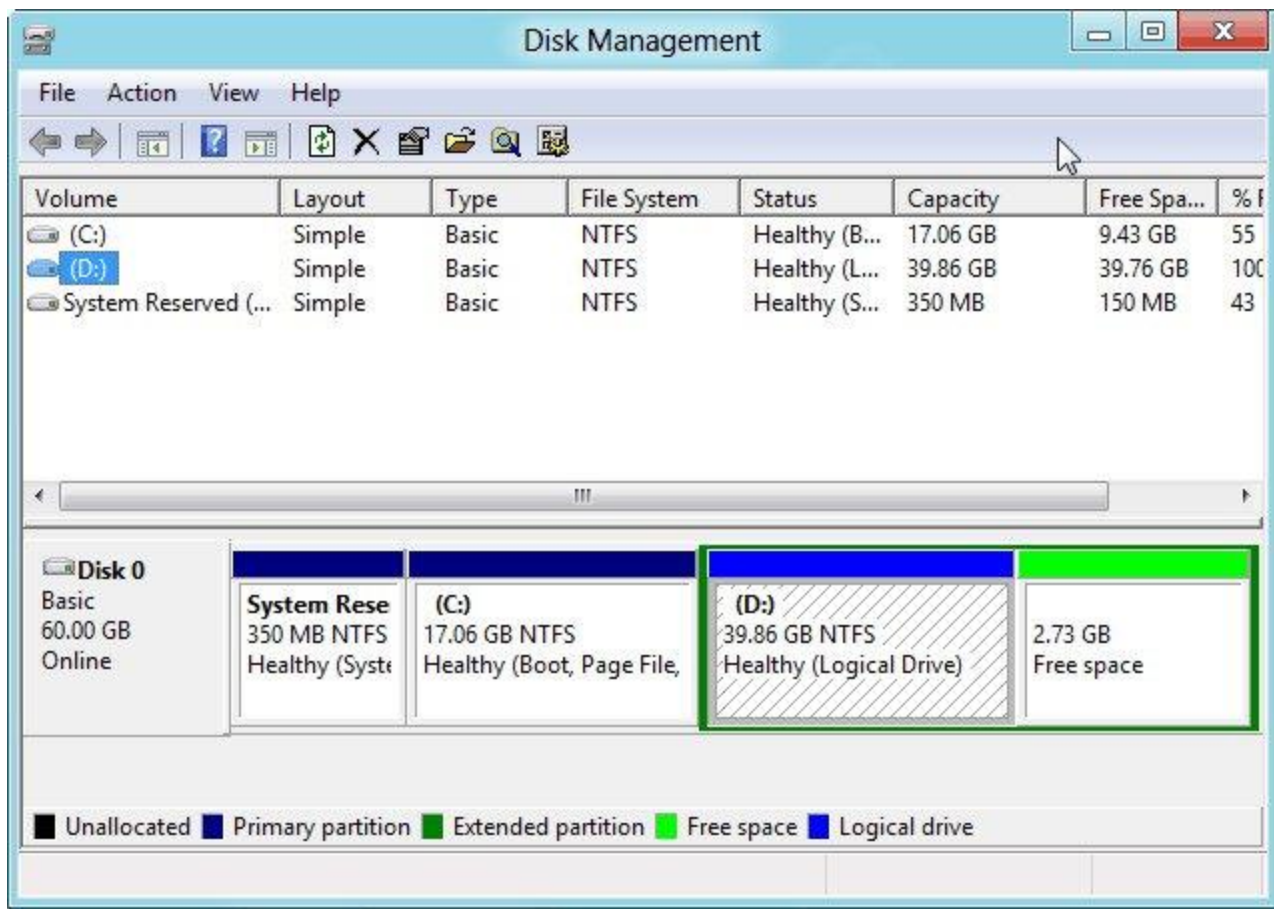 Disk Management
File Action View Help
Volume Layout Type File System Status Capacity Free Spa... % F
(C:) Simple Basic NTFS Healthy (B... 17.06 GB 9.43 GB 55
(D:) Simple Basic NTFS Healthy (L... 39.86 GB 39.76 GB 100
System Reserved (... Simple Basic NTFS Healthy (S... 350 MB 150 MB 43
Disk 0
Basic
60.00 GB
Online
System Rese
350 MB NTFS
Healthy (Syste
(C:)
17.06 GB NTFS
Healthy (Boot, Page File,
(D:)
39.86 GB NTFS
Healthy (Logical Drive)
2.73 GB
Free space
Unallocated Primary partition Extended partition Free space Logical drive